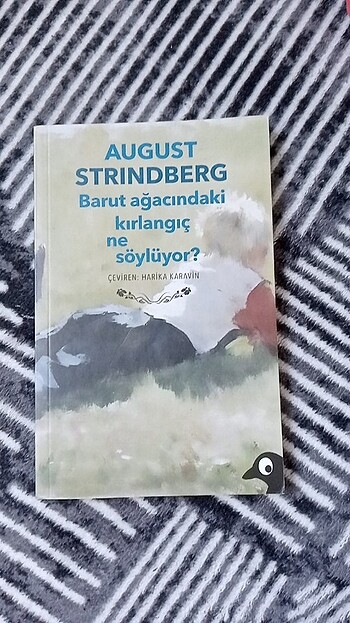 AUGUST
STRINDBERG
Barut ağacındaki
kırlangıç
ne
söylüyor?
ÇEVİREN: HARİKA KARAVİN